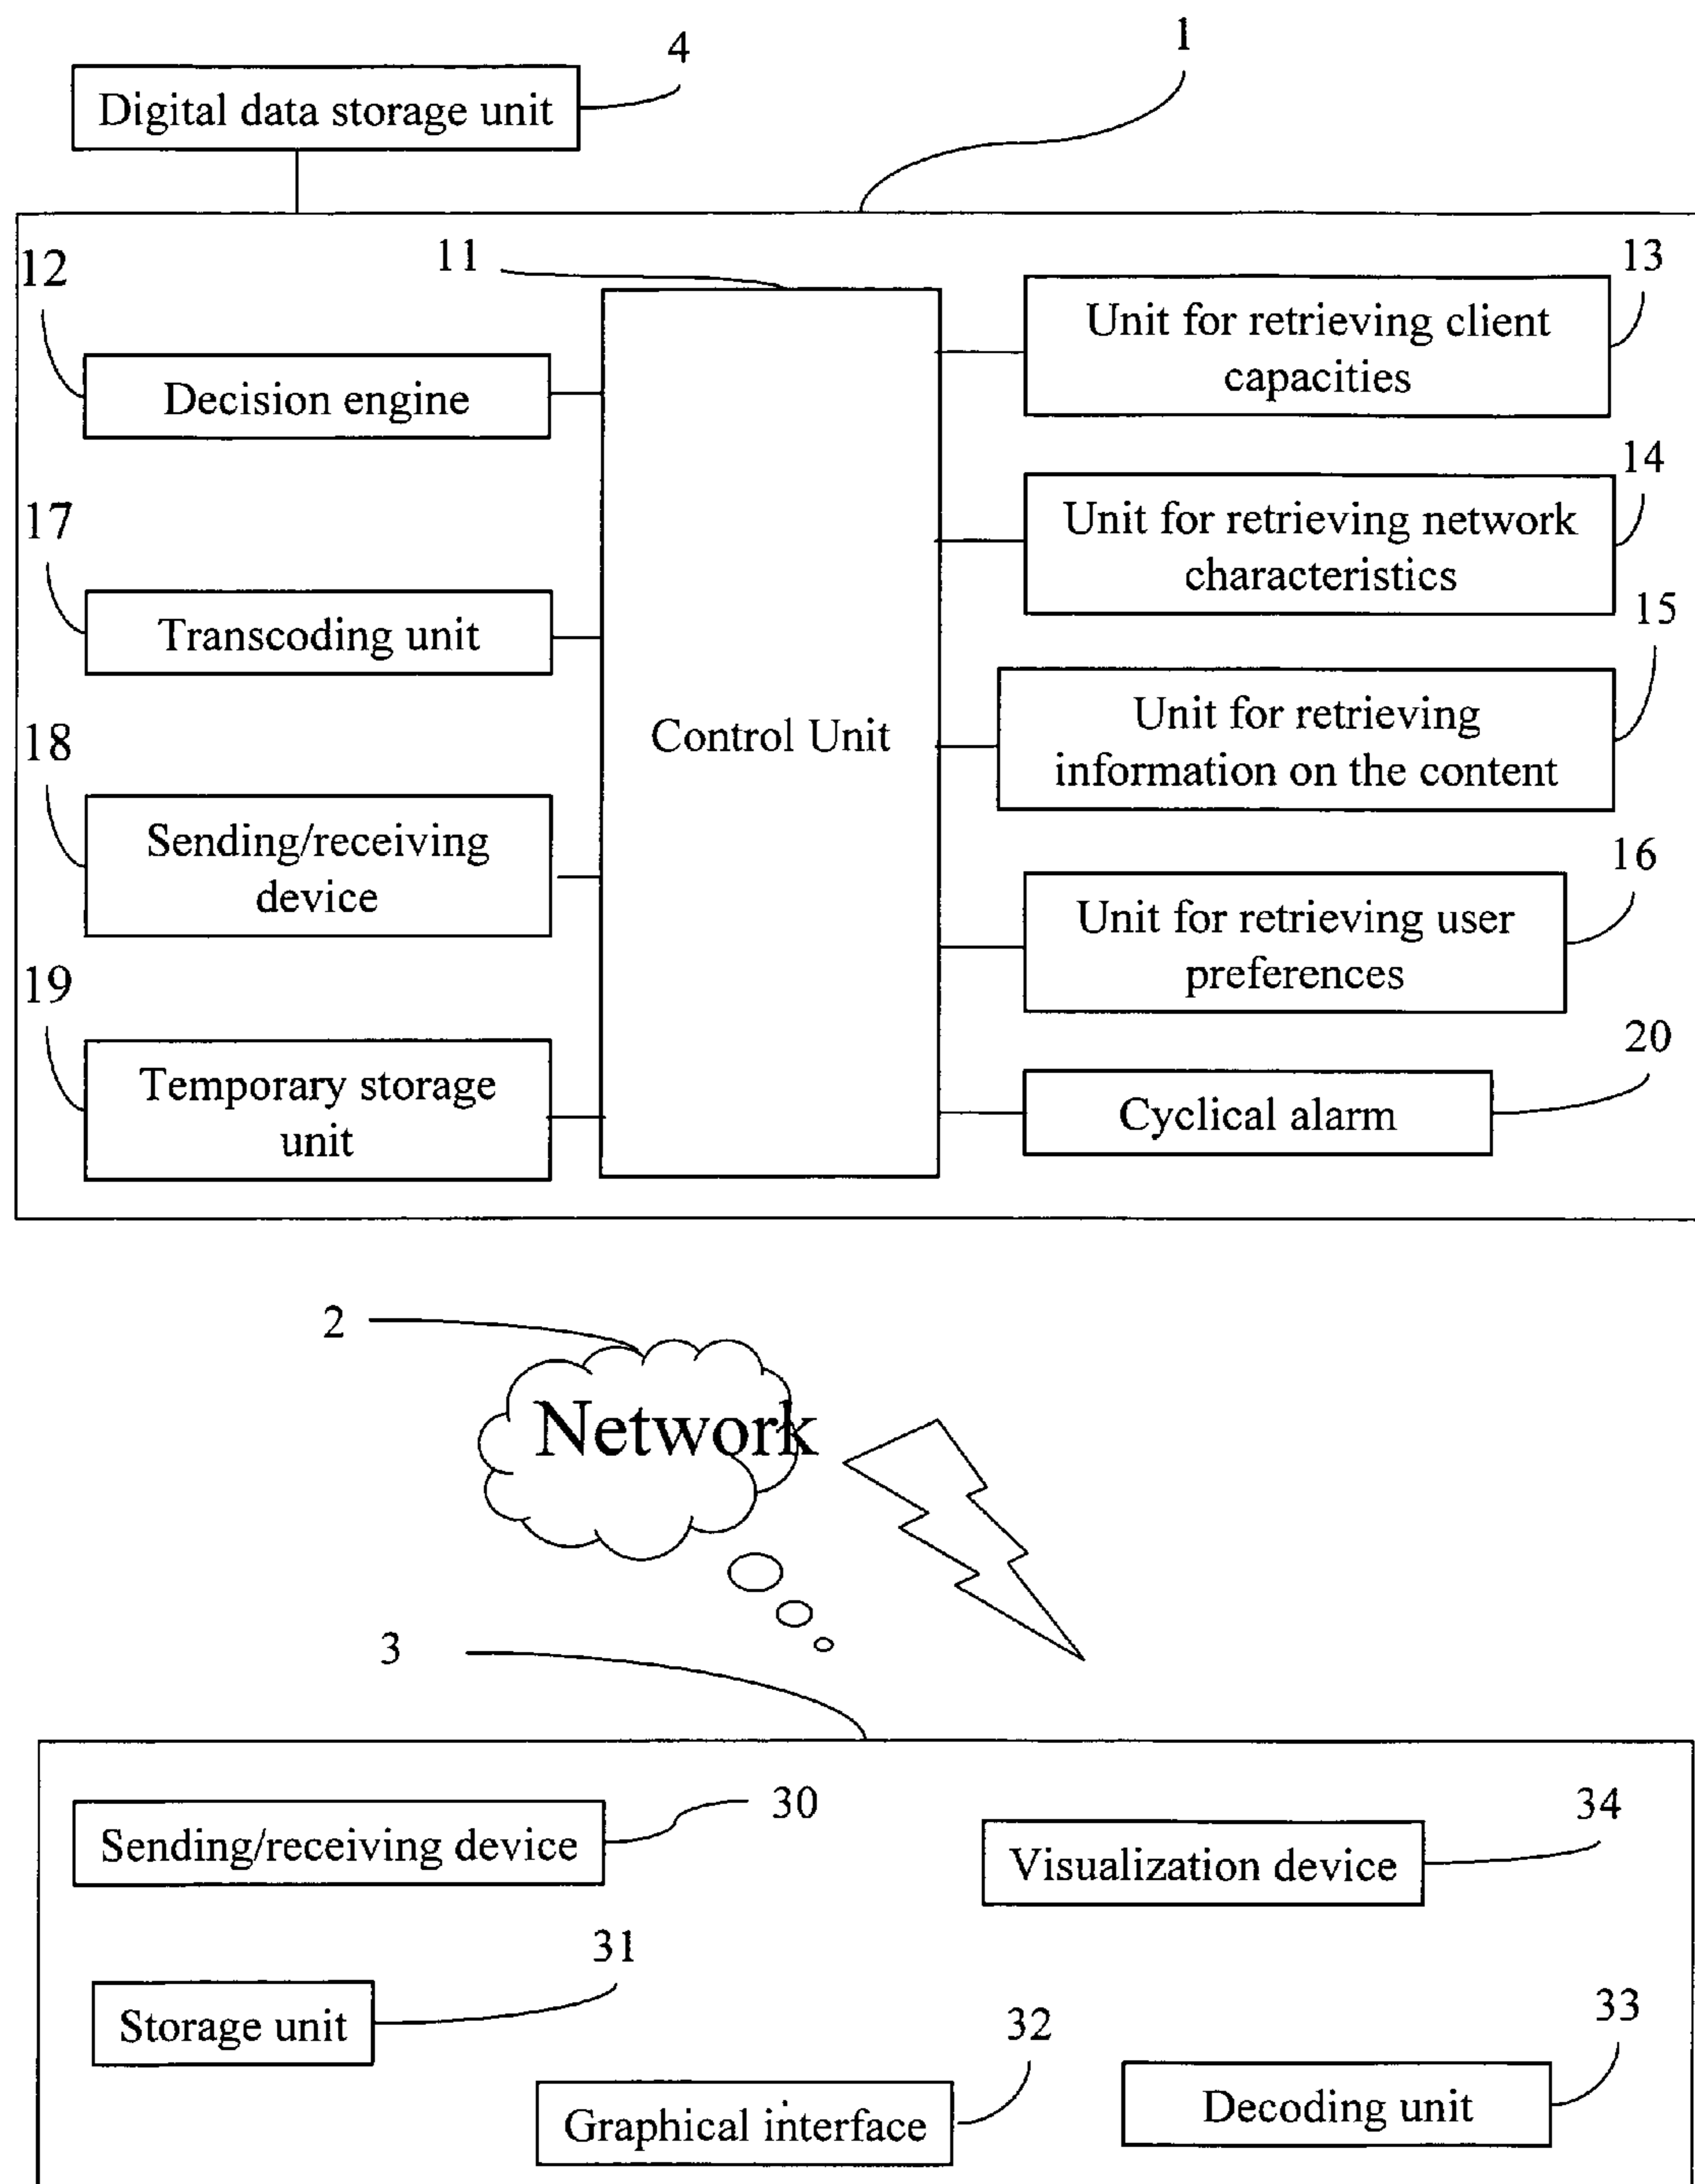 4
1
Digital data storage unit
12
11
13
Unit for retrieving client
capacities
Decision engine
14
17
Unit for retrieving network
characteristics
15
Transcoding unit
Control Unit
Unit for retrieving
information on the content
18
Sending/receiving
device
16
Unit for retrieving user
preferences
19
20
Temporary storage
unit
Cyclical alarm
2
Network
3
30
34
Sending/receiving device
Visualization device
31
Storage unit
32
33
Graphical interface
Decoding unit